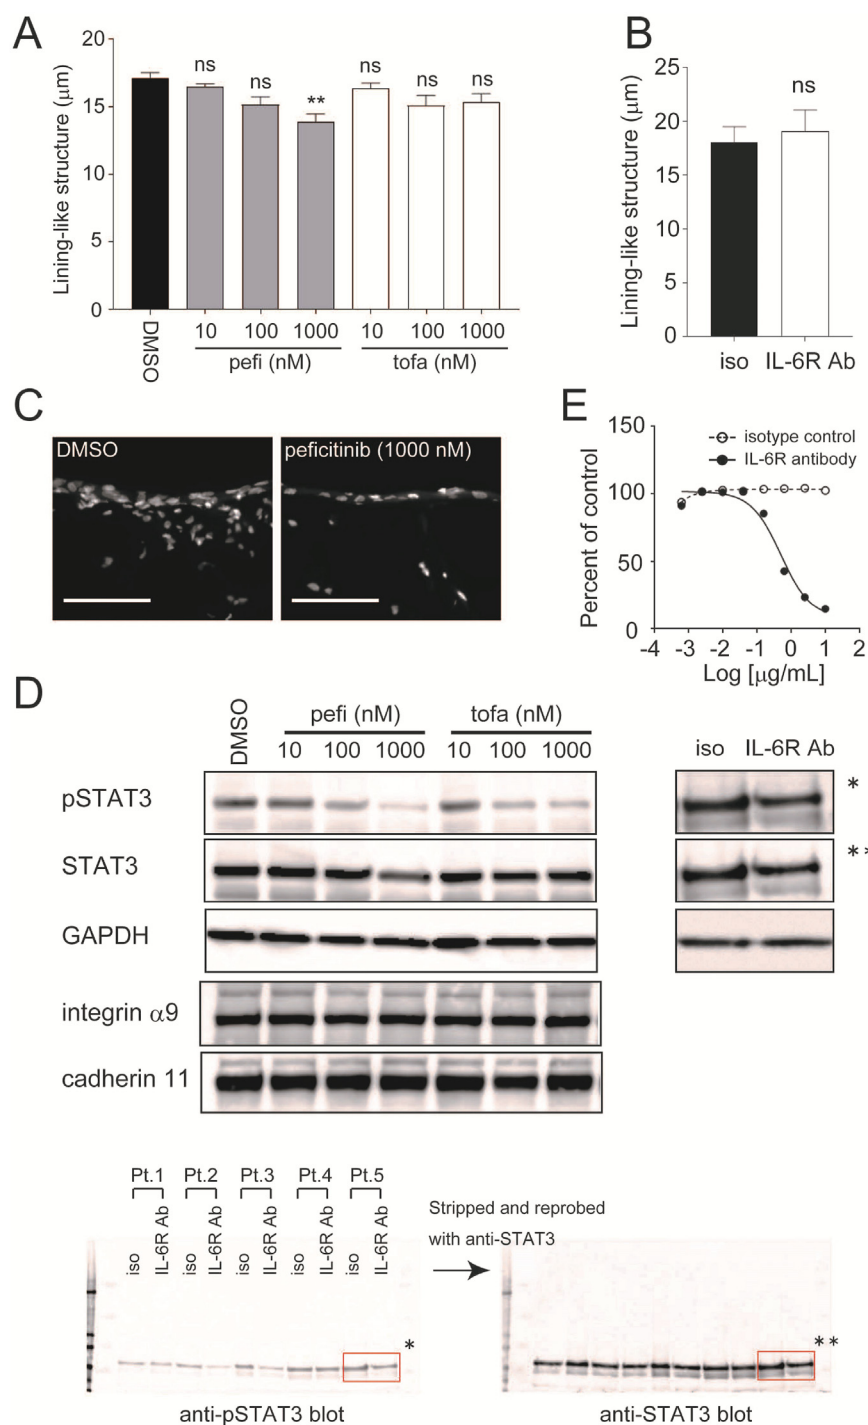 A
Lining-like structure (μm)
20
15
10
5
0
ns
ns
**
ns
ns
ns
DMSO
10 100 1000 10 100 1000
pefi (nM) tofa (nM)
B
Lining-like structure (μm)
25
20
15
10
5
0
ns
iso IL-6R Ab
C
DMSO
peficitinib (1000 nM)
E
Percent of control
150
100
50
0
isotype control
IL-6R antibody
-4 -3 -2 -1 0 1 2
Log [μg/mL]
D
DMSO
pefi (nM) tofa (nM)
10 100 1000 10 100 1000
iso IL-6R Ab
pSTAT3
*
STAT3
**
GAPDH
integrin α9
cadherin 11
Pt.1 Pt.2 Pt.3 Pt.4 Pt.5
iso IL-6R Ab iso IL-6R Ab iso IL-6R Ab iso IL-6R Ab iso IL-6R Ab
Stripped and reprobed
with anti-STAT3
*
**
anti-pSTAT3 blot
anti-STAT3 blot